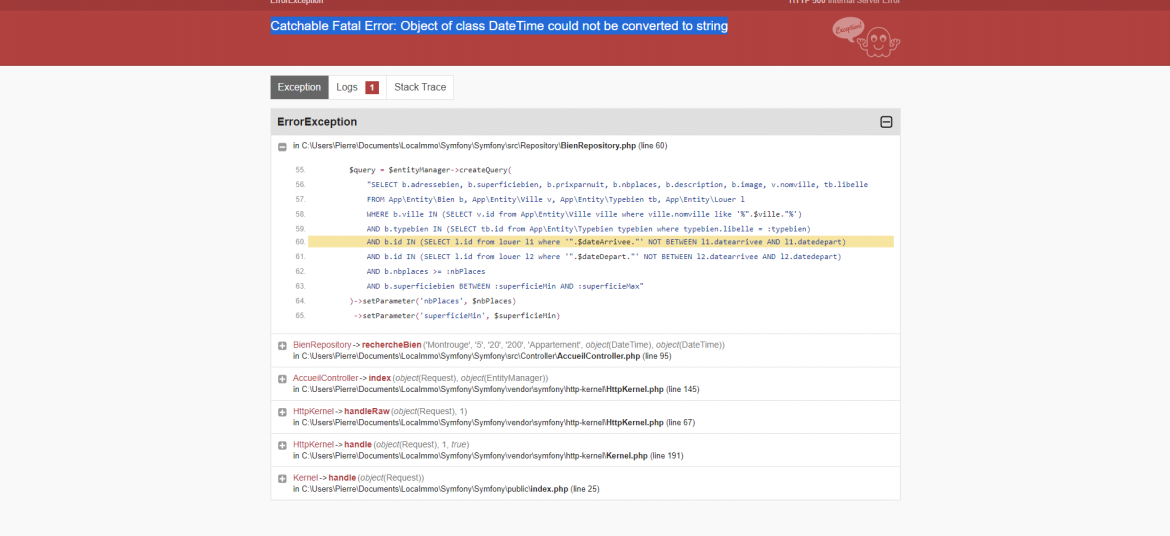 ErrorException
HTTP 500 Internal Server Error
Catchable Fatal Error: Object of class DateTime could not be converted to string
Exception!
Exception Logs 1 Stack Trace
ErrorException
in C:\Users\Pierre\Documents\LocaImmo\Symfony\Symfony\src\Repository\BienRepository.php (line 60)
55. $query = $entityManager->createQuery(
56. "SELECT b.adressebien, b.superficiebien, b.prixparnuit, b.nbplaces, b.description, b.image, v.nomville, tb.libelle
57. FROM App\Entity\Bien b, App\Entity\Ville v, App\Entity\Typebien tb, App\Entity\Louer l
58. WHERE b.ville IN (SELECT v.id from App\Entity\Ville ville where ville.nomville like '%".$ville."%')
59. AND b.typebien IN (SELECT tb.id from App\Entity\Typebien typebien where typebien.libelle = :typebien)
60. AND b.id IN (SELECT l.id from louer l1 where '".$dateArrivee."' NOT BETWEEN l1.datearrivee AND l1.datedepart)
61. AND b.id IN (SELECT l.id from louer l2 where '".$dateDepart."' NOT BETWEEN l2.datearrivee AND l2.datedepart)
62. AND b.nbplaces >= :nbPlaces
63. AND b.superficiebien BETWEEN :superficieMin AND :superficieMax"
64. )->setParameter('nbPlaces', $nbPlaces)
65. ->setParameter('superficieMin', $superficieMin)
BienRepository->rechercheBien('Montrouge', '5', '20', '200', 'Appartement', object(DateTime), object(DateTime))
in C:\Users\Pierre\Documents\LocaImmo\Symfony\Symfony\src\Controller\AccueilController.php (line 95)
AccueilController->index(object(Request), object(EntityManager))
in C:\Users\Pierre\Documents\LocaImmo\Symfony\Symfony\vendor\symfony\http-kernel\HttpKernel.php (line 145)
HttpKernel->handleRaw(object(Request), 1)
in C:\Users\Pierre\Documents\LocaImmo\Symfony\Symfony\vendor\symfony\http-kernel\HttpKernel.php (line 67)
HttpKernel->handle(object(Request), 1, true)
in C:\Users\Pierre\Documents\LocaImmo\Symfony\Symfony\vendor\symfony\http-kernel\Kernel.php (line 191)
Kernel->handle(object(Request))
in C:\Users\Pierre\Documents\LocaImmo\Symfony\Symfony\public\index.php (line 25)